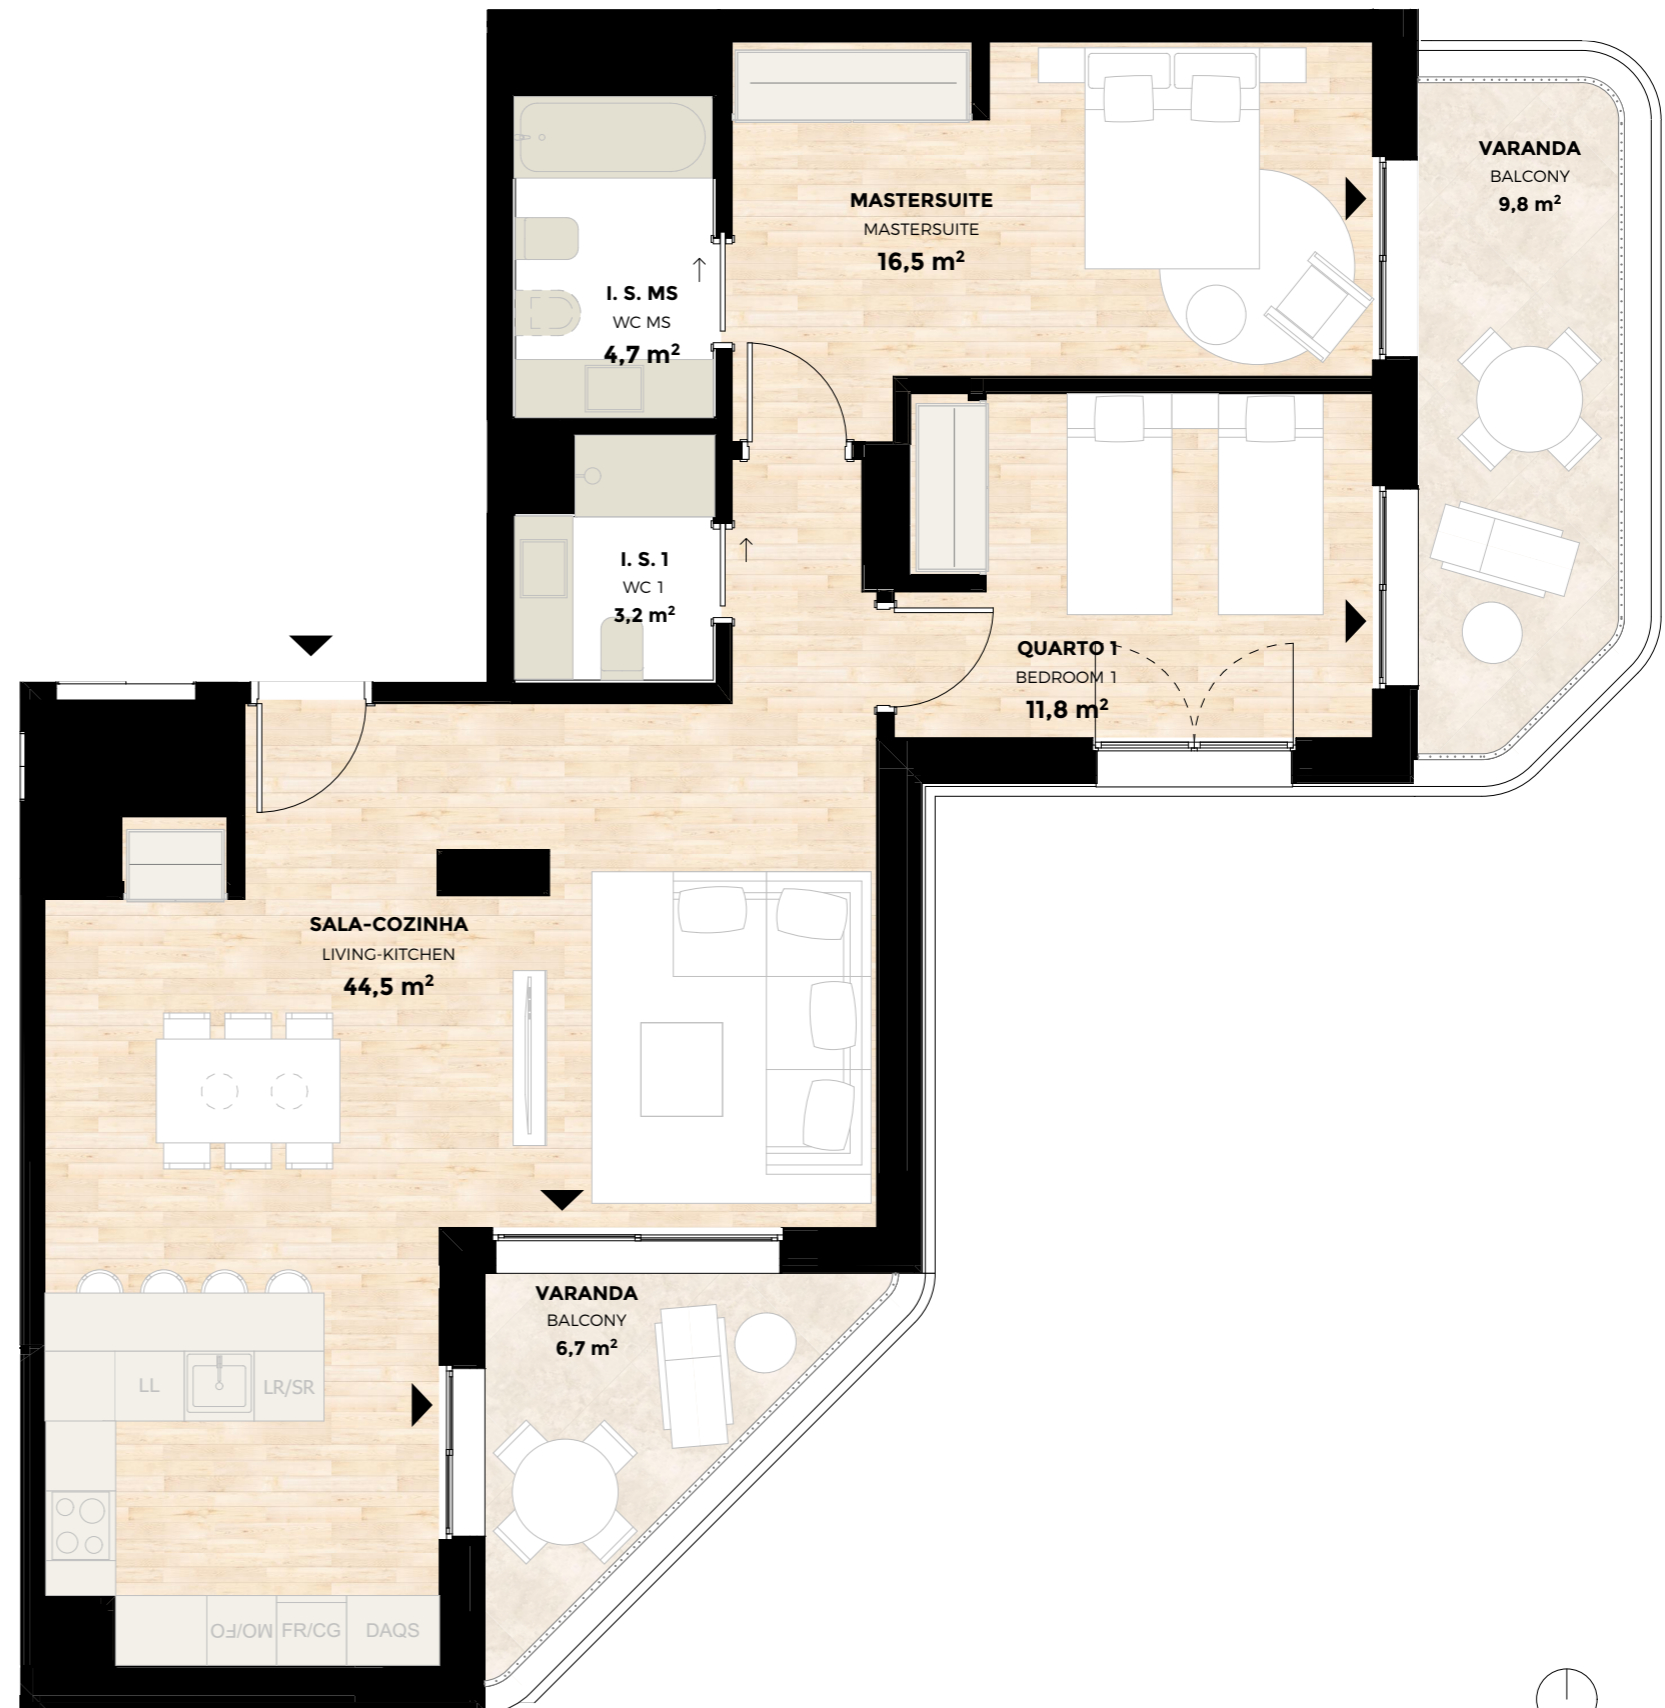 VARANDA
BALCONY
9,8 m²
MASTERSUITE
MASTERSUITE
16,5 m²
I. S. MS
WC MS
4,7 m²
I. S. 1
WC 1
3,2 m²
QUARTO 1
BEDROOM 1
11,8 m²
SALA-COZINHA
LIVING-KITCHEN
44,5 m²
VARANDA
BALCONY
6,7 m²
LL
LR/SR
MO/FO
FR/CG
DAQS